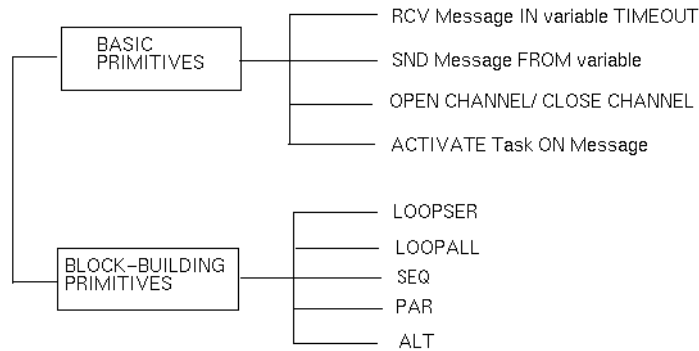 BASIC
PRIMITIVES
RCV Message IN variable TIMEOUT
SND Message FROM variable
OPEN CHANNEL/ CLOSE CHANNEL
ACTIVATE Task ON Message
BLOCK-BUILDING
PRIMITIVES
LOOPSER
LOOPALL
SEQ
PAR
ALT